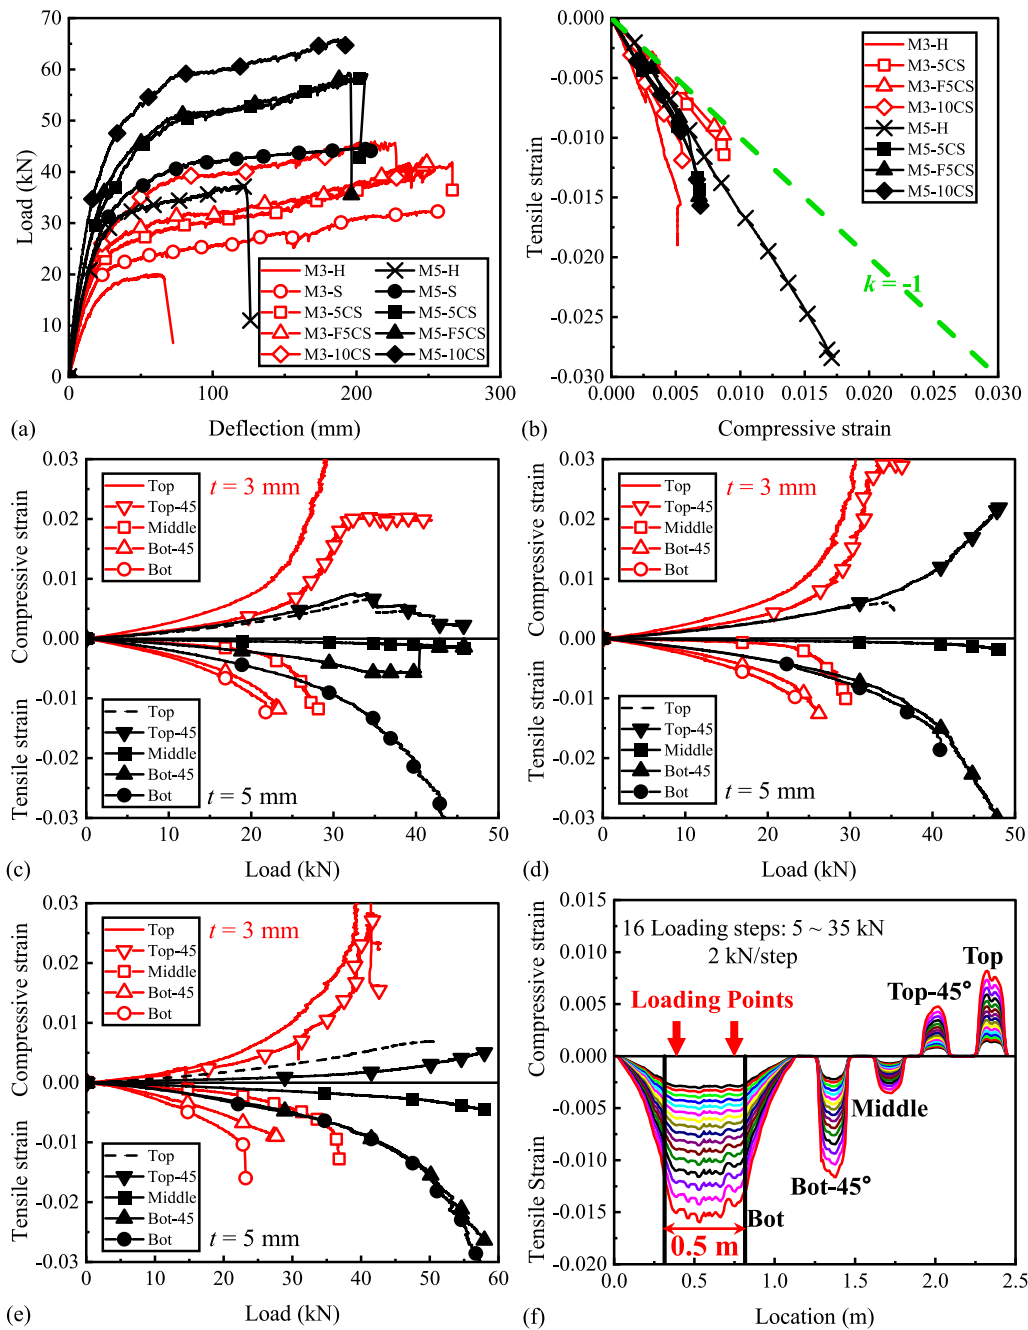 70
60
50
40
30
20
10
0
Load (kN)
M3-H
M3-S
M3-5CS
M3-F5CS
M3-10CS
M5-H
M5-S
M5-5CS
M5-F5CS
M5-10CS
0 100 200 300
(a) Deflection (mm)
0.000
-0.005
-0.010
-0.015
-0.020
-0.025
-0.030
Tensile strain
M3-H
M3-5CS
M3-F5CS
M3-10CS
M5-H
M5-5CS
M5-F5CS
M5-10CS
k = -1
0.000 0.005 0.010 0.015 0.020 0.025 0.030
(b) Compressive strain
0.03
0.02
0.01
0.00
-0.01
-0.02
-0.03
Tensile strain Compressive strain
Top
Top-45
Middle
Bot-45
Bot
t = 3 mm
Top
Top-45
Middle
Bot-45
Bot
t = 5 mm
0 10 20 30 40 50
(c) Load (kN)
0.03
0.02
0.01
0.00
-0.01
-0.02
-0.03
Tensile strain Compressive strain
Top
Top-45
Middle
Bot-45
Bot
t = 3 mm
Top
Top-45
Middle
Bot-45
Bot
t = 5 mm
0 10 20 30 40 50
(d) Load (kN)
0.03
0.02
0.01
0.00
-0.01
-0.02
-0.03
Tensile strain Compressive strain
Top
Top-45
Middle
Bot-45
Bot
t = 3 mm
Top
Top-45
Middle
Bot-45
Bot
t = 5 mm
0 10 20 30 40 50 60
(e) Load (kN)
0.015
0.010
0.005
0.000
-0.005
-0.010
-0.015
-0.020
Tensile Strain Compressive strain
16 Loading steps: 5 ~ 35 kN
2 kN/step
Loading Points
Top
Top-45°
Middle
Bot-45°
Bot
0.5 m
0.0 0.5 1.0 1.5 2.0 2.5
(f) Location (m)